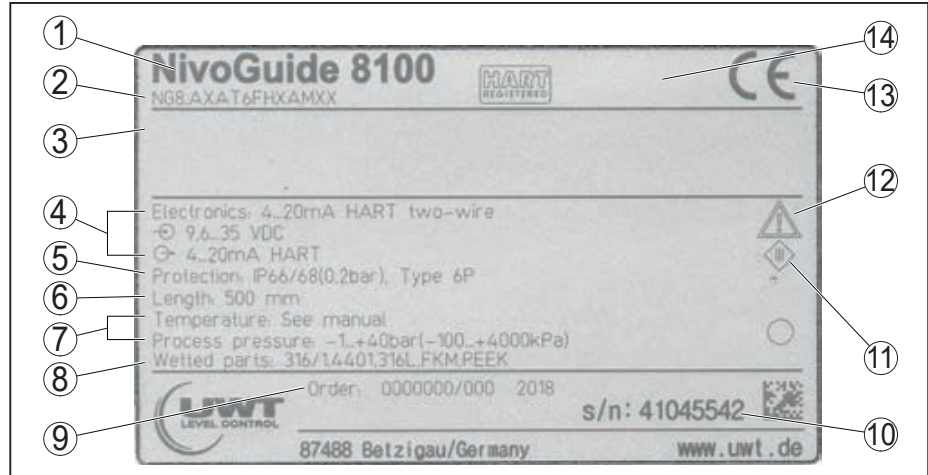 1
NivoGuide 8100
14
HART
REGISTERED
CE
2
NG8.AXAT6FHXAMXX
13
3
12
4
Electronics: 4..20mA HART two-wire
9,6..35 VDC
4..20mA HART
5
Protection: IP66/68(0.2bar), Type 6P
6
Length: 500 mm
7
Temperature: See manual
Process pressure: -1..+40bar(-100..+4000kPa)
11
8
Wetted parts: 316/1.4401,316L,FKM,PEEK
9
Order: 0000000/000 2018
UWT
LEVEL CONTROL
s/n: 41045542
10
87488 Betzigau/Germany
www.uwt.de